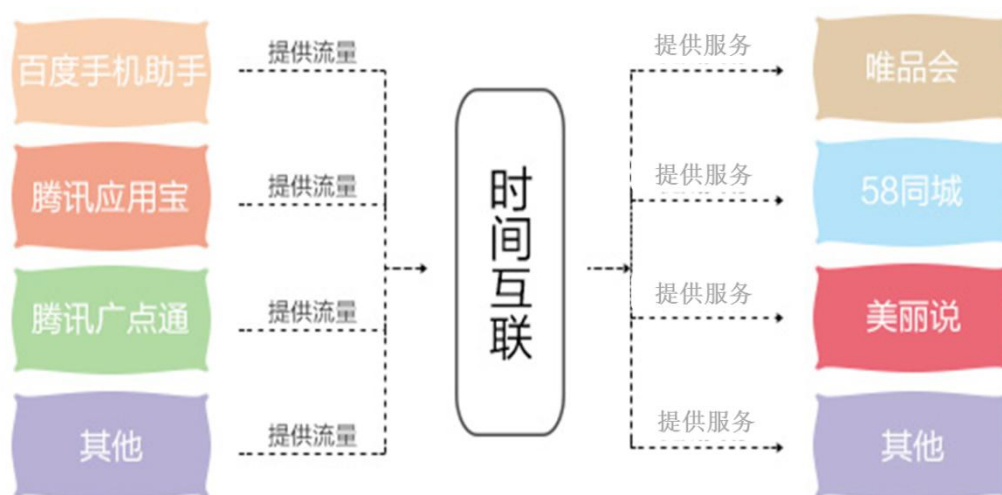 百度手机助手
提供流量
腾讯应用宝
提供流量
腾讯广点通
提供流量
其他
提供流量
时间互联
提供服务
唯品会
提供服务
58同城
提供服务
美丽说
提供服务
其他